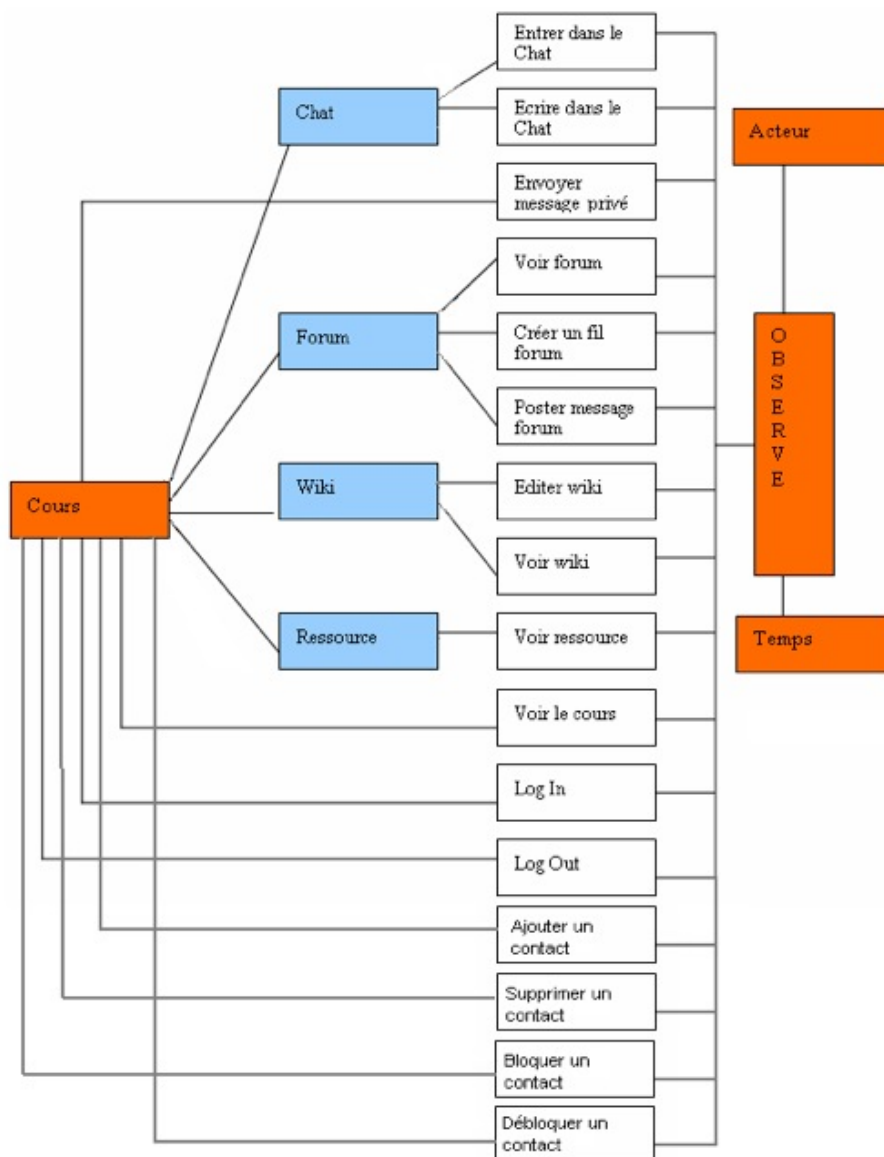 Entrer dans le
Chat
Chat
Ecrire dans le
Chat
Acteur
Envoyer
message privé
Voir forum
Forum
Créer un fil
forum
O
B
S
E
R
V
E
Poster message
forum
Cours
Wiki
Editer wiki
Voir wiki
Ressource
Voir ressource
Temps
Voir le cours
Log In
Log Out
Ajouter un
contact
Supprimer un
contact
Bloquer un
contact
Débloquer un
contact